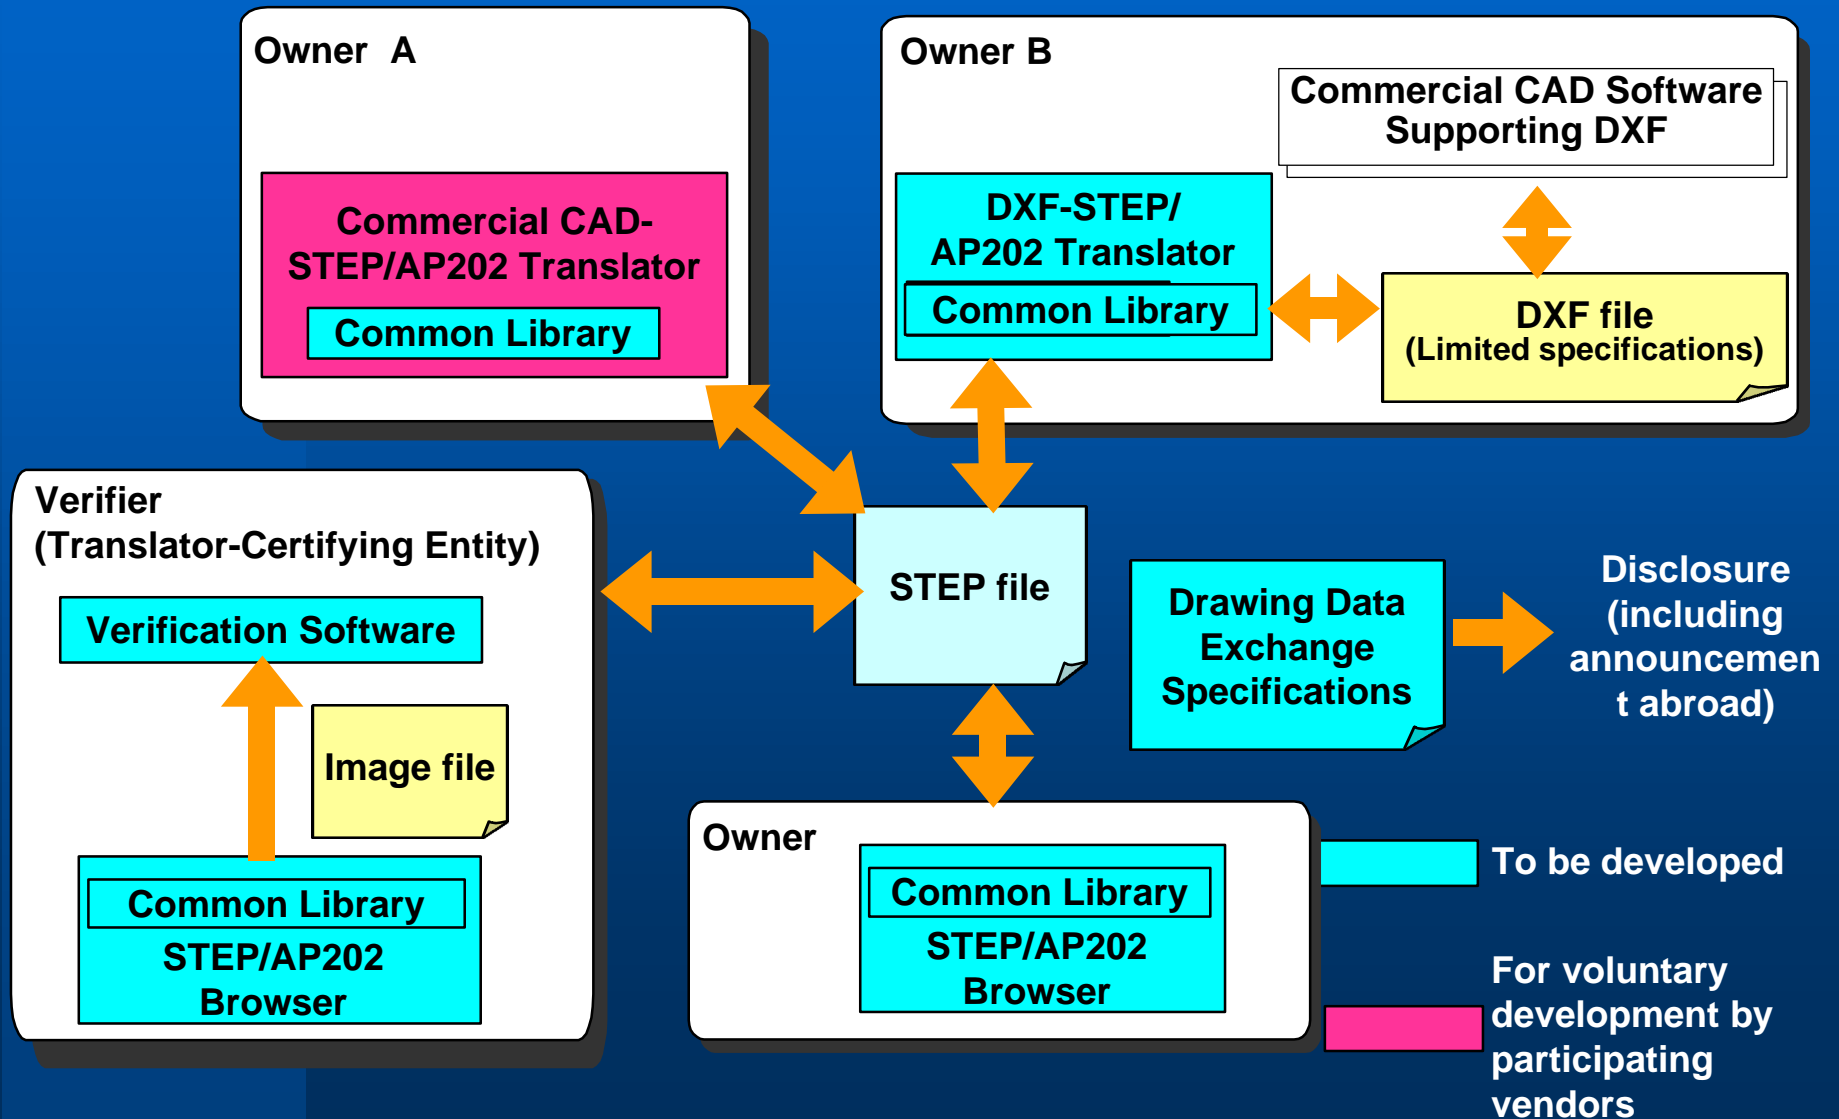 Owner A
Commercial CAD-
STEP/AP202 Translator
Common Library
Owner B
Commercial CAD Software
Supporting DXF
DXF-STEP/
AP202 Translator
Common Library
DXF file
(Limited specifications)
Verifier
(Translator-Certifying Entity)
Verification Software
Image file
Common Library
STEP/AP202
Browser
STEP file
Drawing Data
Exchange
Specifications
Disclosure
(including
announcemen
t abroad)
Owner
Common Library
STEP/AP202
Browser
To be developed
For voluntary
development by
participating
vendors